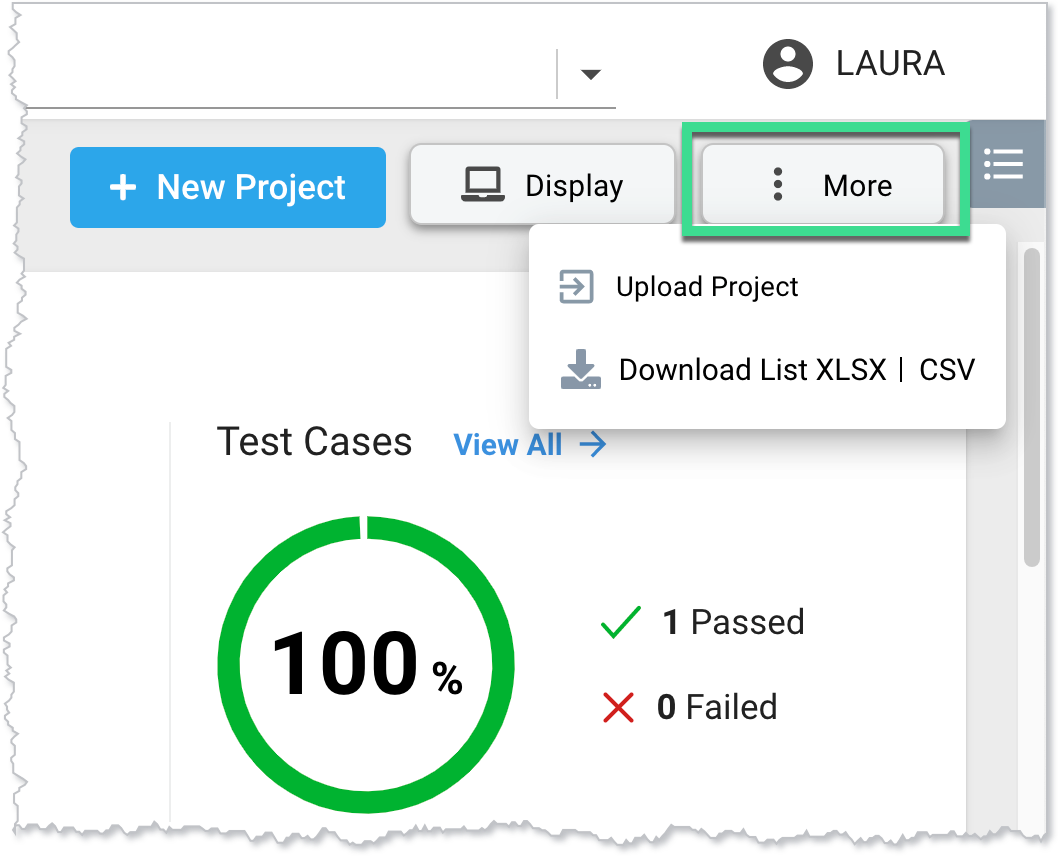 LAURA
+ New Project
Display
More
Upload Project
Download List XLSX | CSV
Test Cases
View All →
100 %
1 Passed
0 Failed